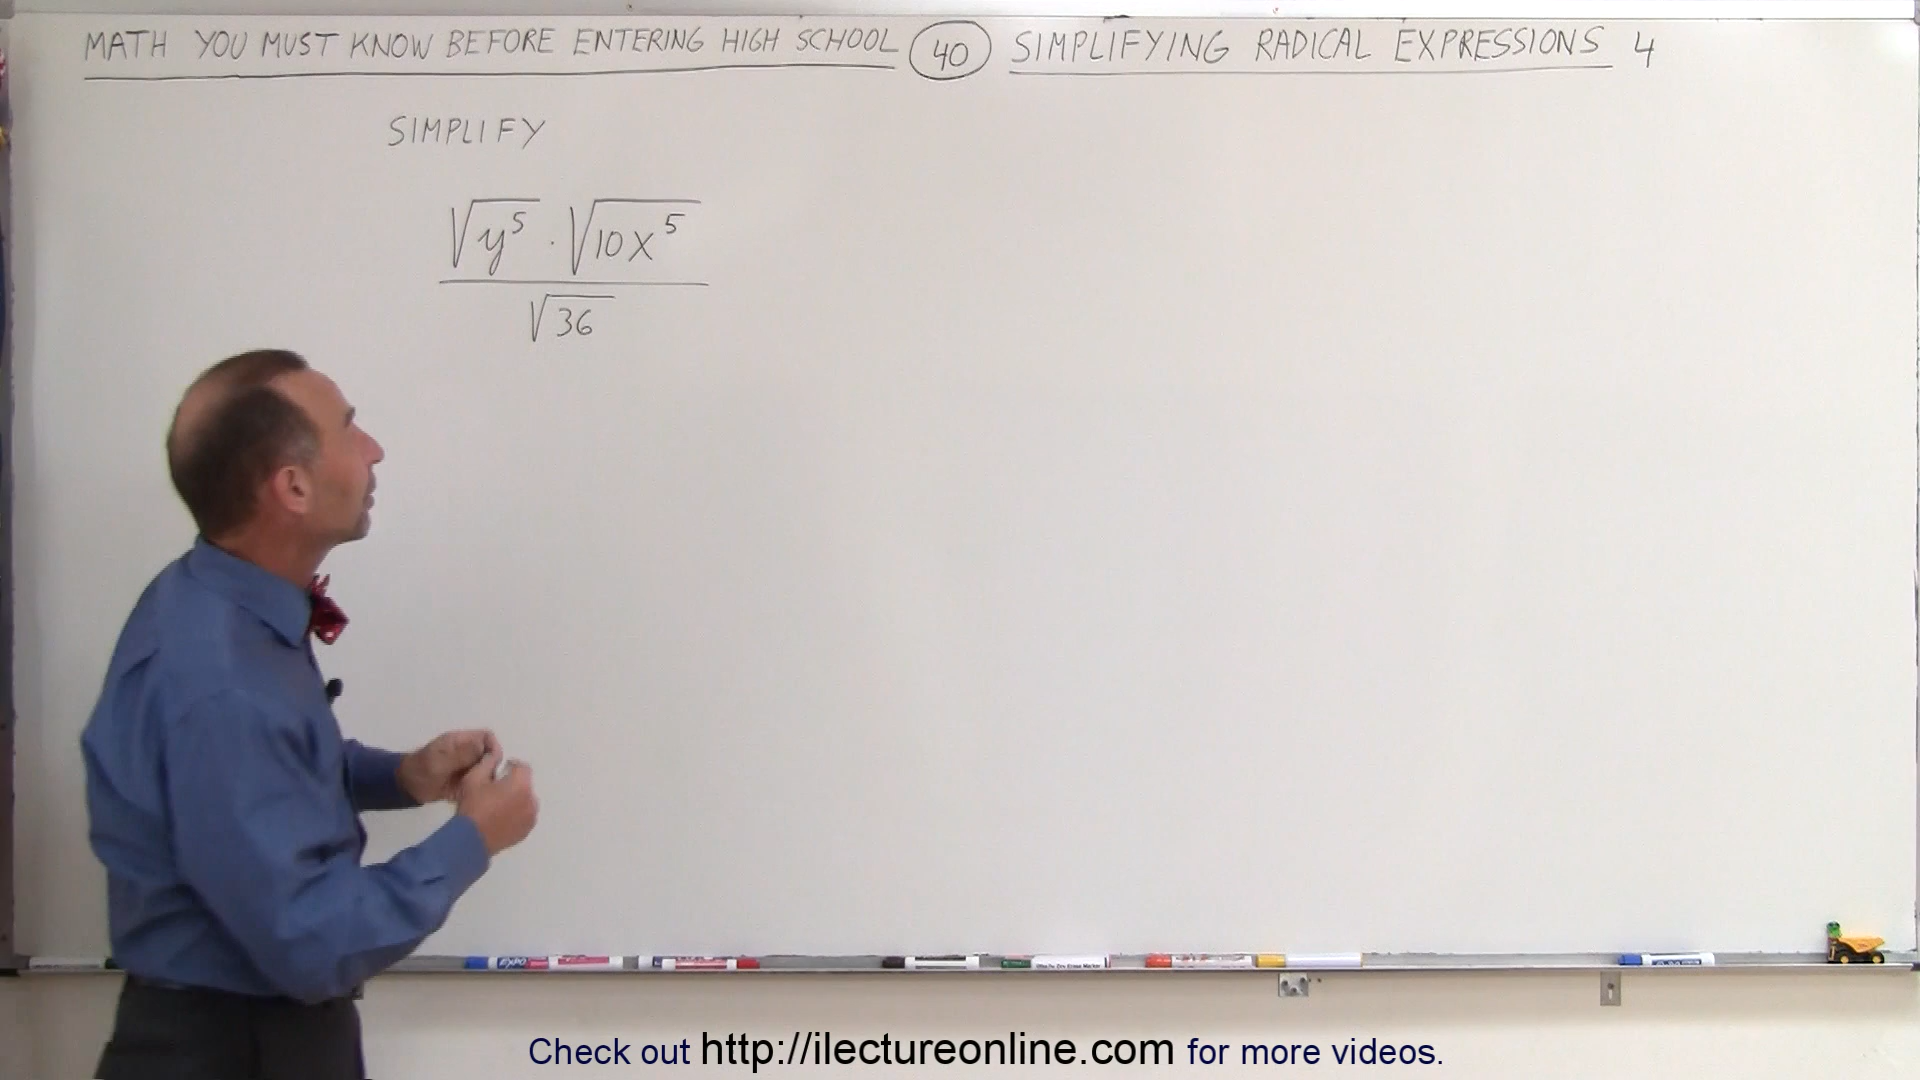 MATH YOU MUST KNOW BEFORE ENTERING HIGH SCHOOL 40 SIMPLIFYING RADICAL EXPRESSIONS 4
SIMPLIFY
√y⁵ · √10x⁵
√36
EXPO
Check out http://ilectureonline.com for more videos.